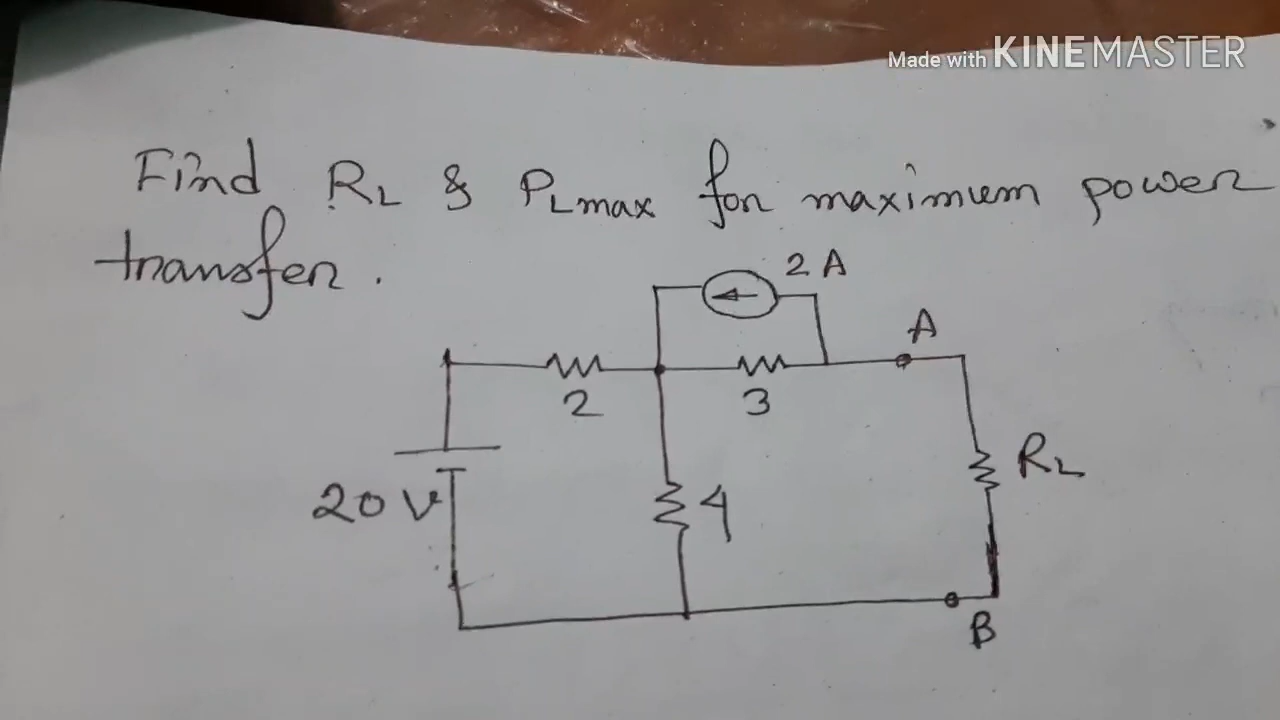 Made with KINEMASTER
Find RL & PLmax for maximum power
transfer.
2 A
A
2
3
RL
20 V
4
B